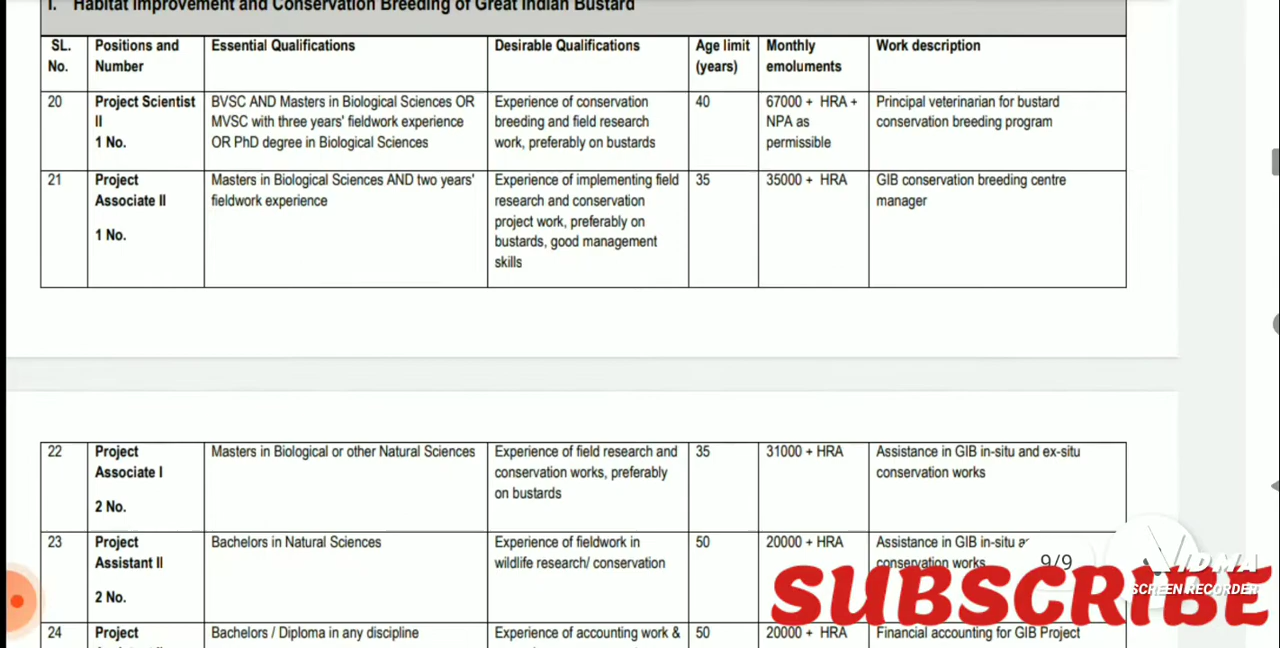 I. Habitat Improvement and Conservation Breeding of Great Indian Bustard
SL. No. Positions and Number Essential Qualifications Desirable Qualifications Age limit (years) Monthly emoluments Work description
20 Project Scientist II 1 No. BVSC AND Masters in Biological Sciences OR MVSC with three years' fieldwork experience OR PhD degree in Biological Sciences Experience of conservation breeding and field research work, preferably on bustards 40 67000 + HRA + NPA as permissible Principal veterinarian for bustard conservation breeding program
21 Project Associate II 1 No. Masters in Biological Sciences AND two years' fieldwork experience Experience of implementing field research and conservation project work, preferably on bustards, good management skills 35 35000 + HRA GIB conservation breeding centre manager
22 Project Associate I 2 No. Masters in Biological or other Natural Sciences Experience of field research and conservation works, preferably on bustards 35 31000 + HRA Assistance in GIB in-situ and ex-situ conservation works
23 Project Assistant II 2 No. Bachelors in Natural Sciences Experience of fieldwork in wildlife research/ conservation 50 20000 + HRA Assistance in GIB in-situ conservation works
9/9
SCREEN RECORDER
SUBSCRIBE
24 Project Bachelors / Diploma in any discipline Experience of accounting work & 50 20000 + HRA Financial accounting for GIB Project